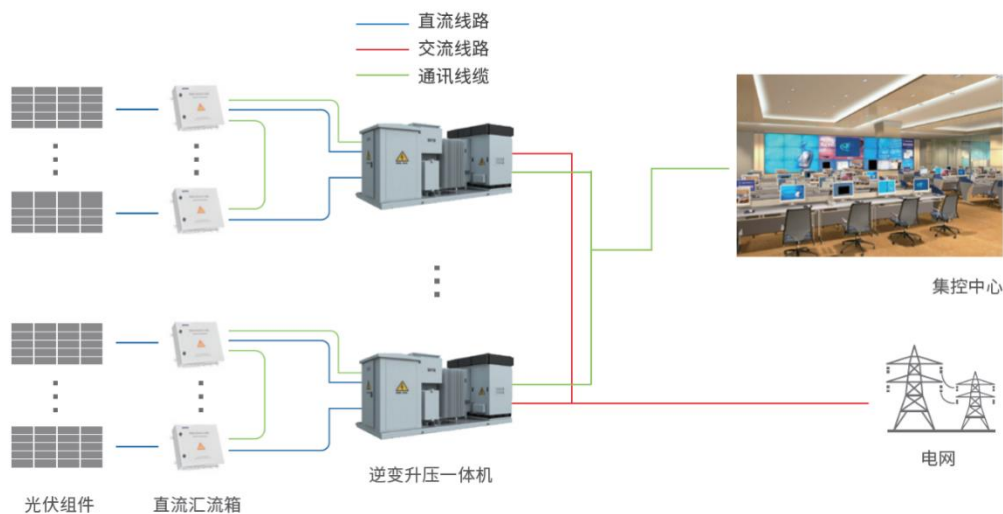 直流线路
交流线路
通讯线缆
集控中心
电网
逆变升压一体机
光伏组件
直流汇流箱